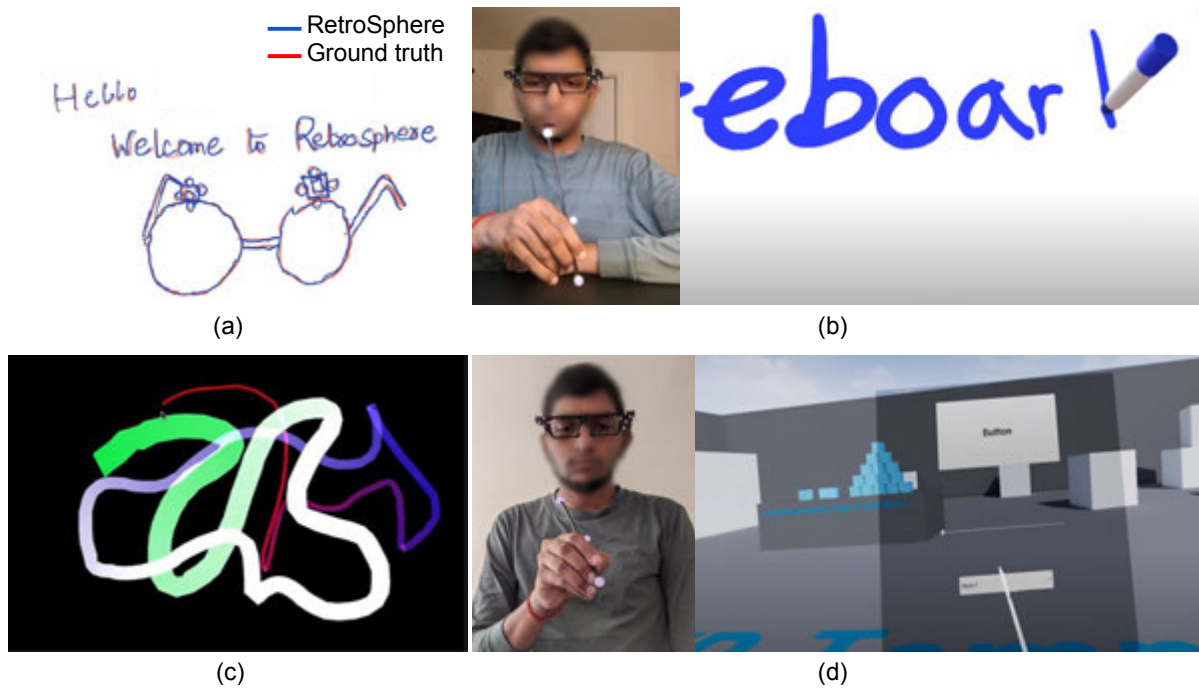 RetroSphere
Ground truth
Hello
Welcome to Retrosphere
eboar
(a)
(b)
Button
(c)
(d)